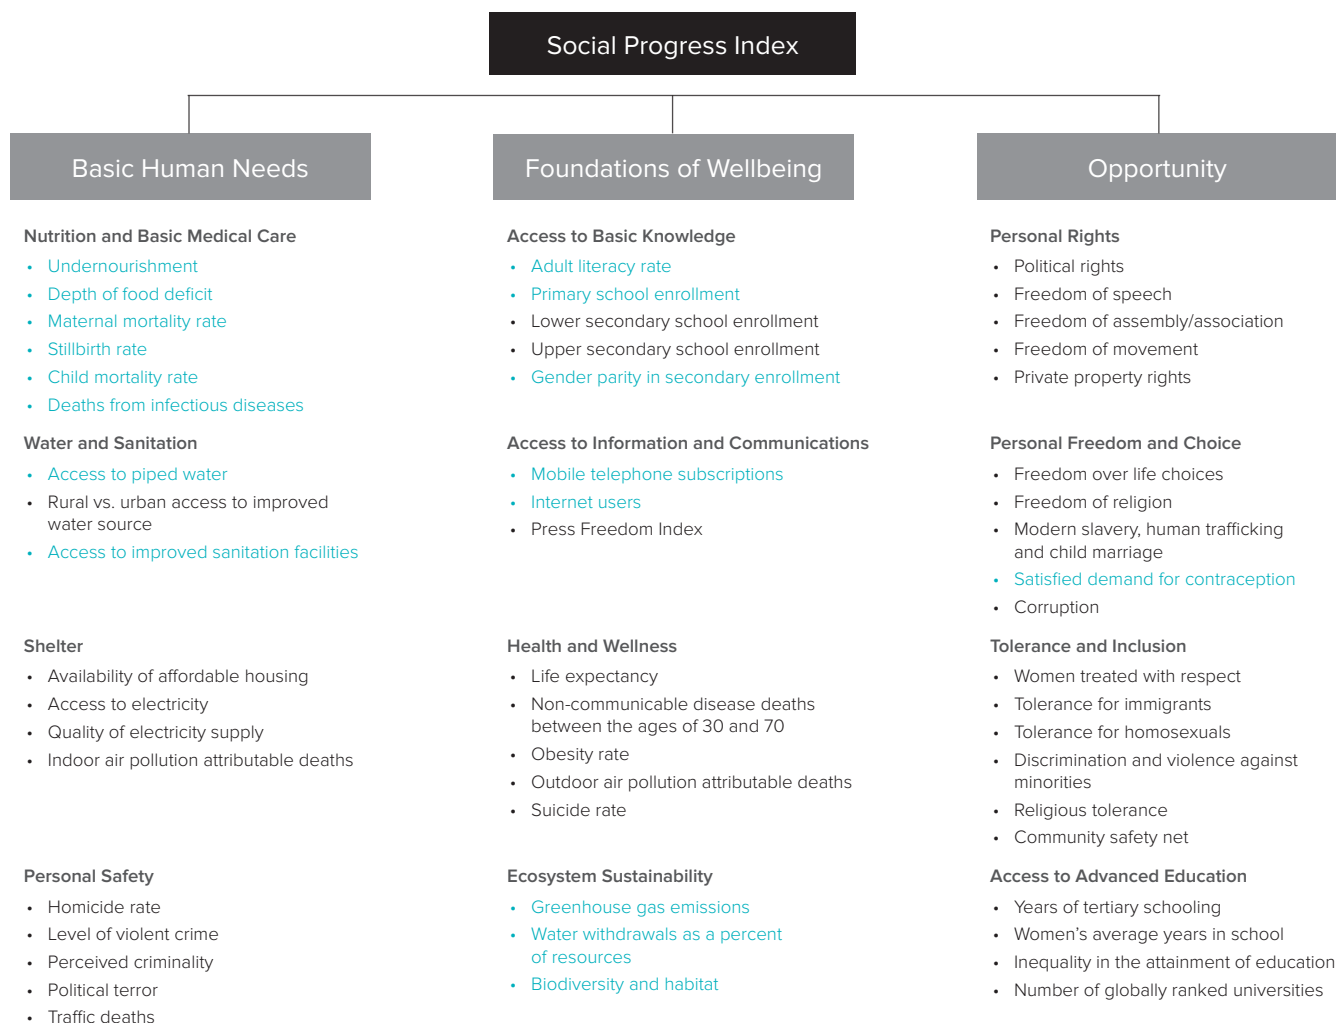 Social Progress Index
Basic Human Needs
Nutrition and Basic Medical Care
• Undernourishment
• Depth of food deficit
• Maternal mortality rate
• Stillbirth rate
• Child mortality rate
• Deaths from infectious diseases
Water and Sanitation
• Access to piped water
• Rural vs. urban access to improved
water source
• Access to improved sanitation facilities
Shelter
• Availability of affordable housing
• Access to electricity
• Quality of electricity supply
• Indoor air pollution attributable deaths
Personal Safety
• Homicide rate
• Level of violent crime
• Perceived criminality
• Political terror
• Traffic deaths
Foundations of Wellbeing
Access to Basic Knowledge
• Adult literacy rate
• Primary school enrollment
• Lower secondary school enrollment
• Upper secondary school enrollment
• Gender parity in secondary enrollment
Access to Information and Communications
• Mobile telephone subscriptions
• Internet users
• Press Freedom Index
Health and Wellness
• Life expectancy
• Non-communicable disease deaths
between the ages of 30 and 70
• Obesity rate
• Outdoor air pollution attributable deaths
• Suicide rate
Ecosystem Sustainability
• Greenhouse gas emissions
• Water withdrawals as a percent
of resources
• Biodiversity and habitat
Opportunity
Personal Rights
• Political rights
• Freedom of speech
• Freedom of assembly/association
• Freedom of movement
• Private property rights
Personal Freedom and Choice
• Freedom over life choices
• Freedom of religion
• Modern slavery, human trafficking
and child marriage
• Satisfied demand for contraception
• Corruption
Tolerance and Inclusion
• Women treated with respect
• Tolerance for immigrants
• Tolerance for homosexuals
• Discrimination and violence against
minorities
• Religious tolerance
• Community safety net
Access to Advanced Education
• Years of tertiary schooling
• Women’s average years in school
• Inequality in the attainment of education
• Number of globally ranked universities